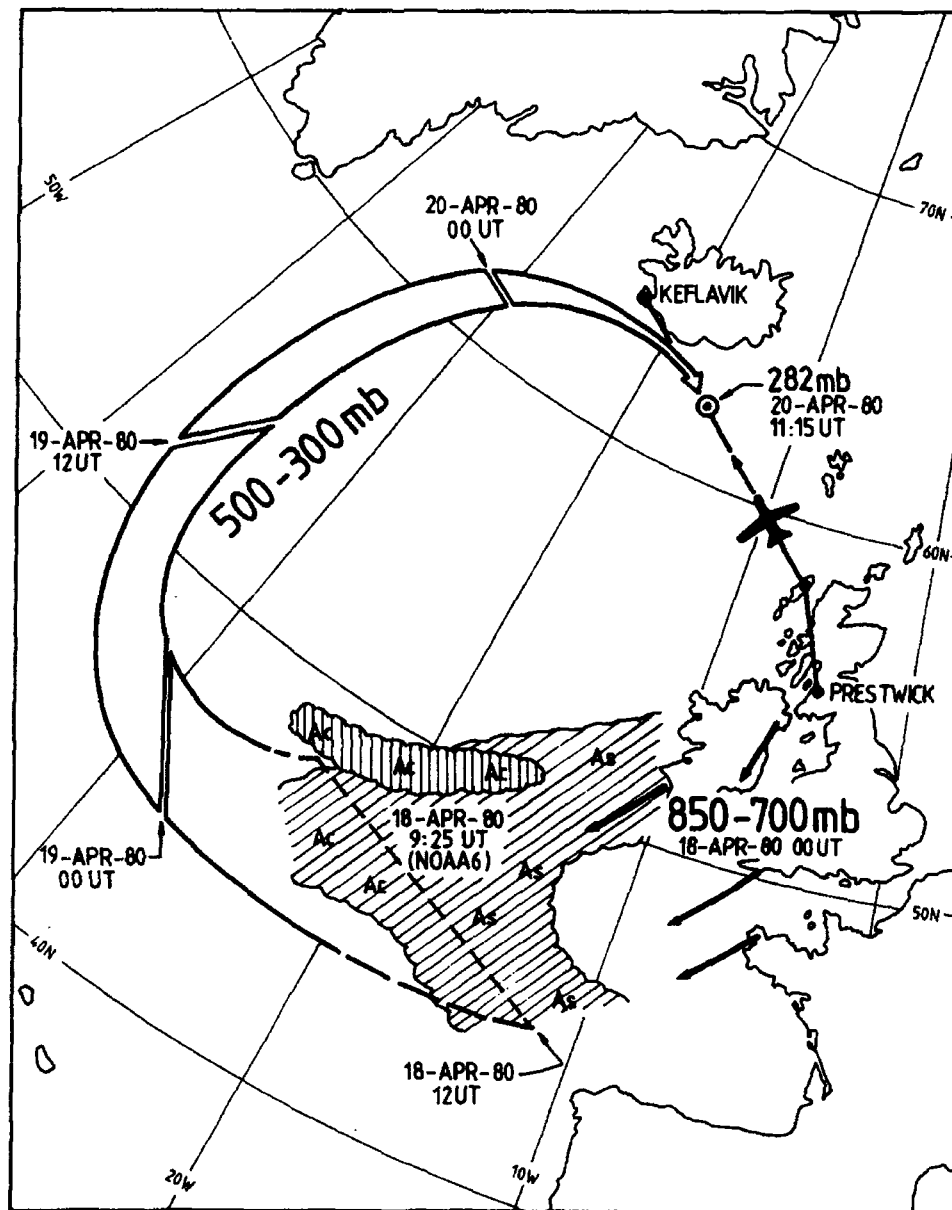 50W
70N
20-APR-80
00 UT
KEFLAVIK
282mb
20-APR-80
11:15 UT
19-APR-80
12UT
500-300mb
60N
PRESTWICK
Ac
Ac
Ac
As
850-700mb
18-APR-80 00UT
18-APR-80
9:25 UT
(NOAA6)
Ac
Ac
As
As
As
19-APR-80
00 UT
50N
40N
18-APR-80
12UT
20W
10W